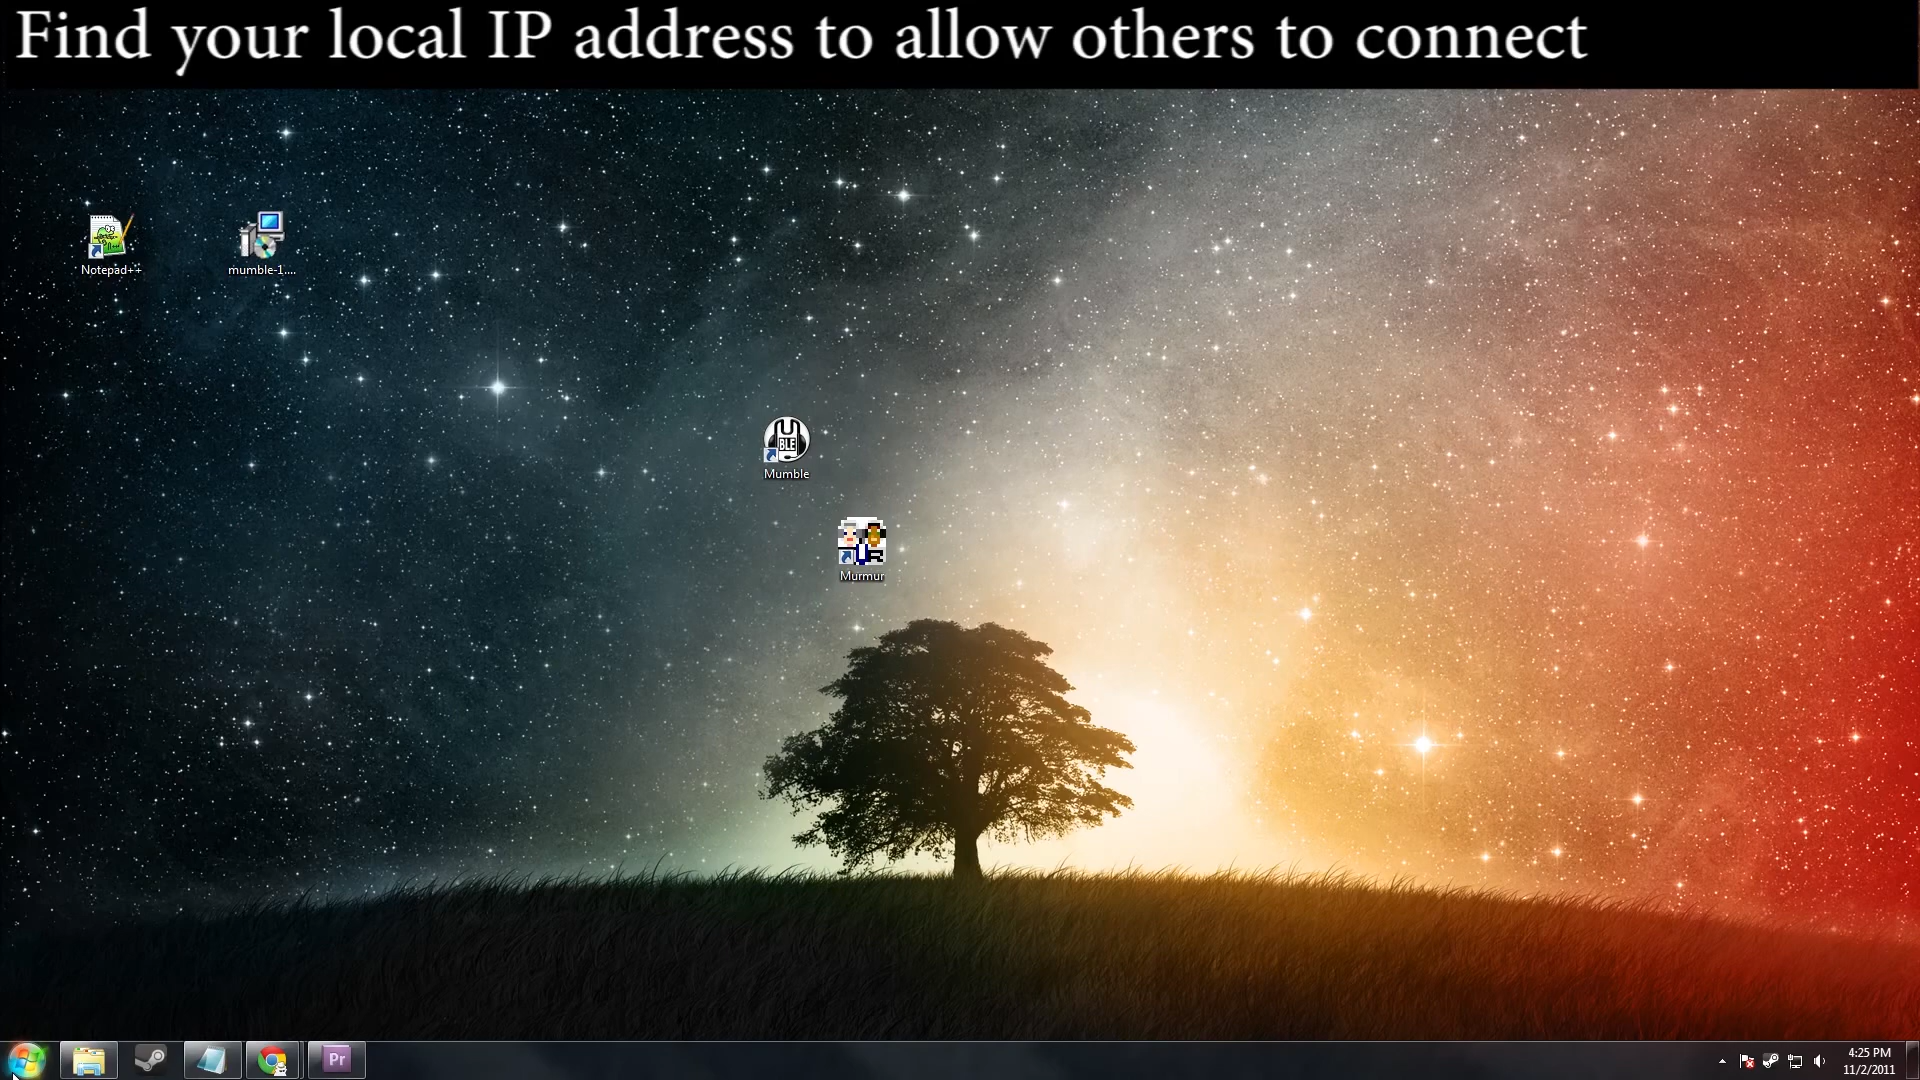 Find your local IP address to allow others to connect
Notepad++
mumble-1....
BLE
Mumble
Murmur
Pr
4:25 PM
11/2/2011